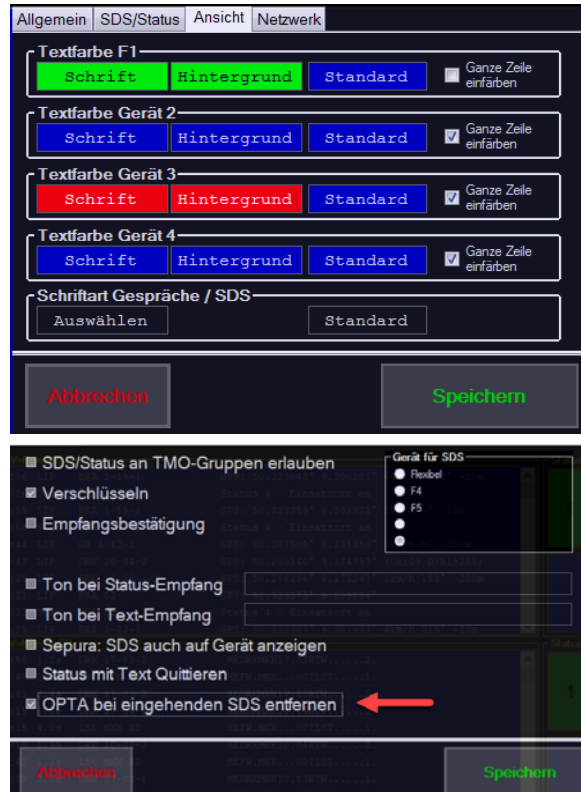 Allgemein SDS/Status Ansicht Netzwerk
Textfarbe F1
Schrift Hintergrund Standard Ganze Zeile
einfärben
Textfarbe Gerät 2
Schrift Hintergrund Standard Ganze Zeile
einfärben
Textfarbe Gerät 3
Schrift Hintergrund Standard Ganze Zeile
einfärben
Textfarbe Gerät 4
Schrift Hintergrund Standard Ganze Zeile
einfärben
Schriftart Gespräche / SDS
Auswählen Standard
Abbrechen Speichern
SDS/Status an TMO-Gruppen erlauben
Gerät für SDS
Flexibel
Verschlüsseln
F4
F5
Empfangsbestätigung
Ton bei Status-Empfang
Ton bei Text-Empfang
Sepura: SDS auch auf Gerät anzeigen
Status mit Text Quittieren
OPTA bei eingehenden SDS entfernen
Abbrechen Speichern